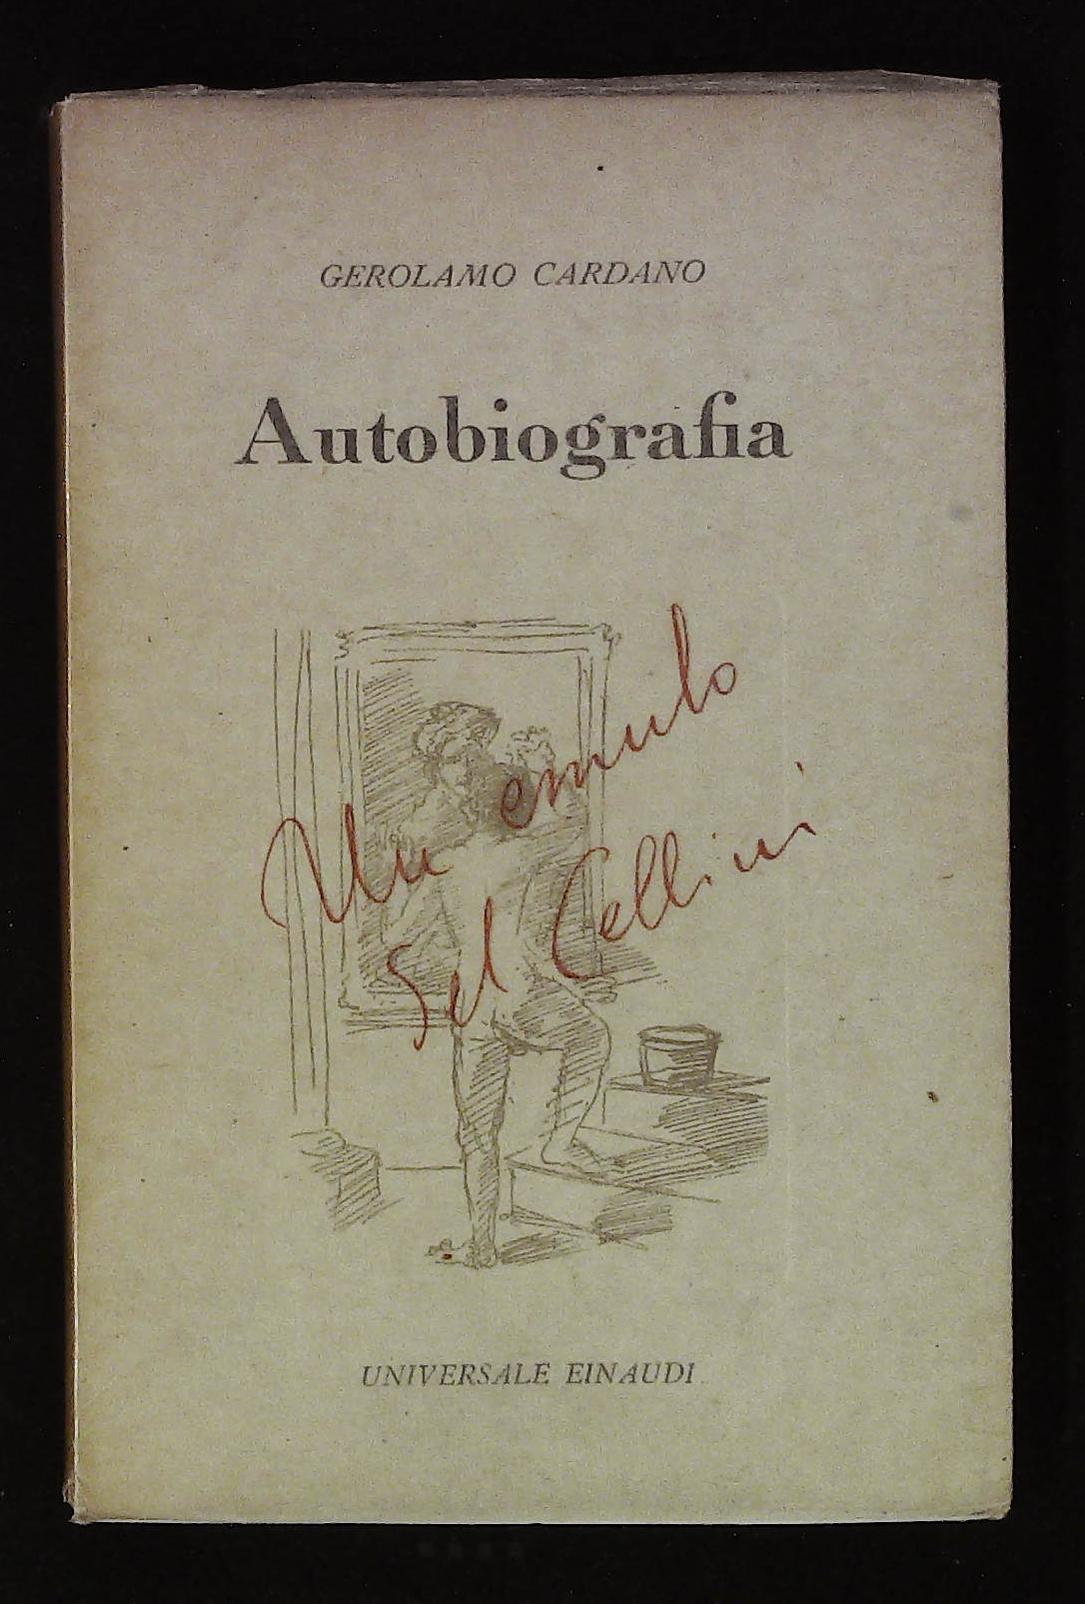 GEROLAMO CARDANO
Autobiografia
Un emulo
del Cellini
UNIVERSALE EINAUDI